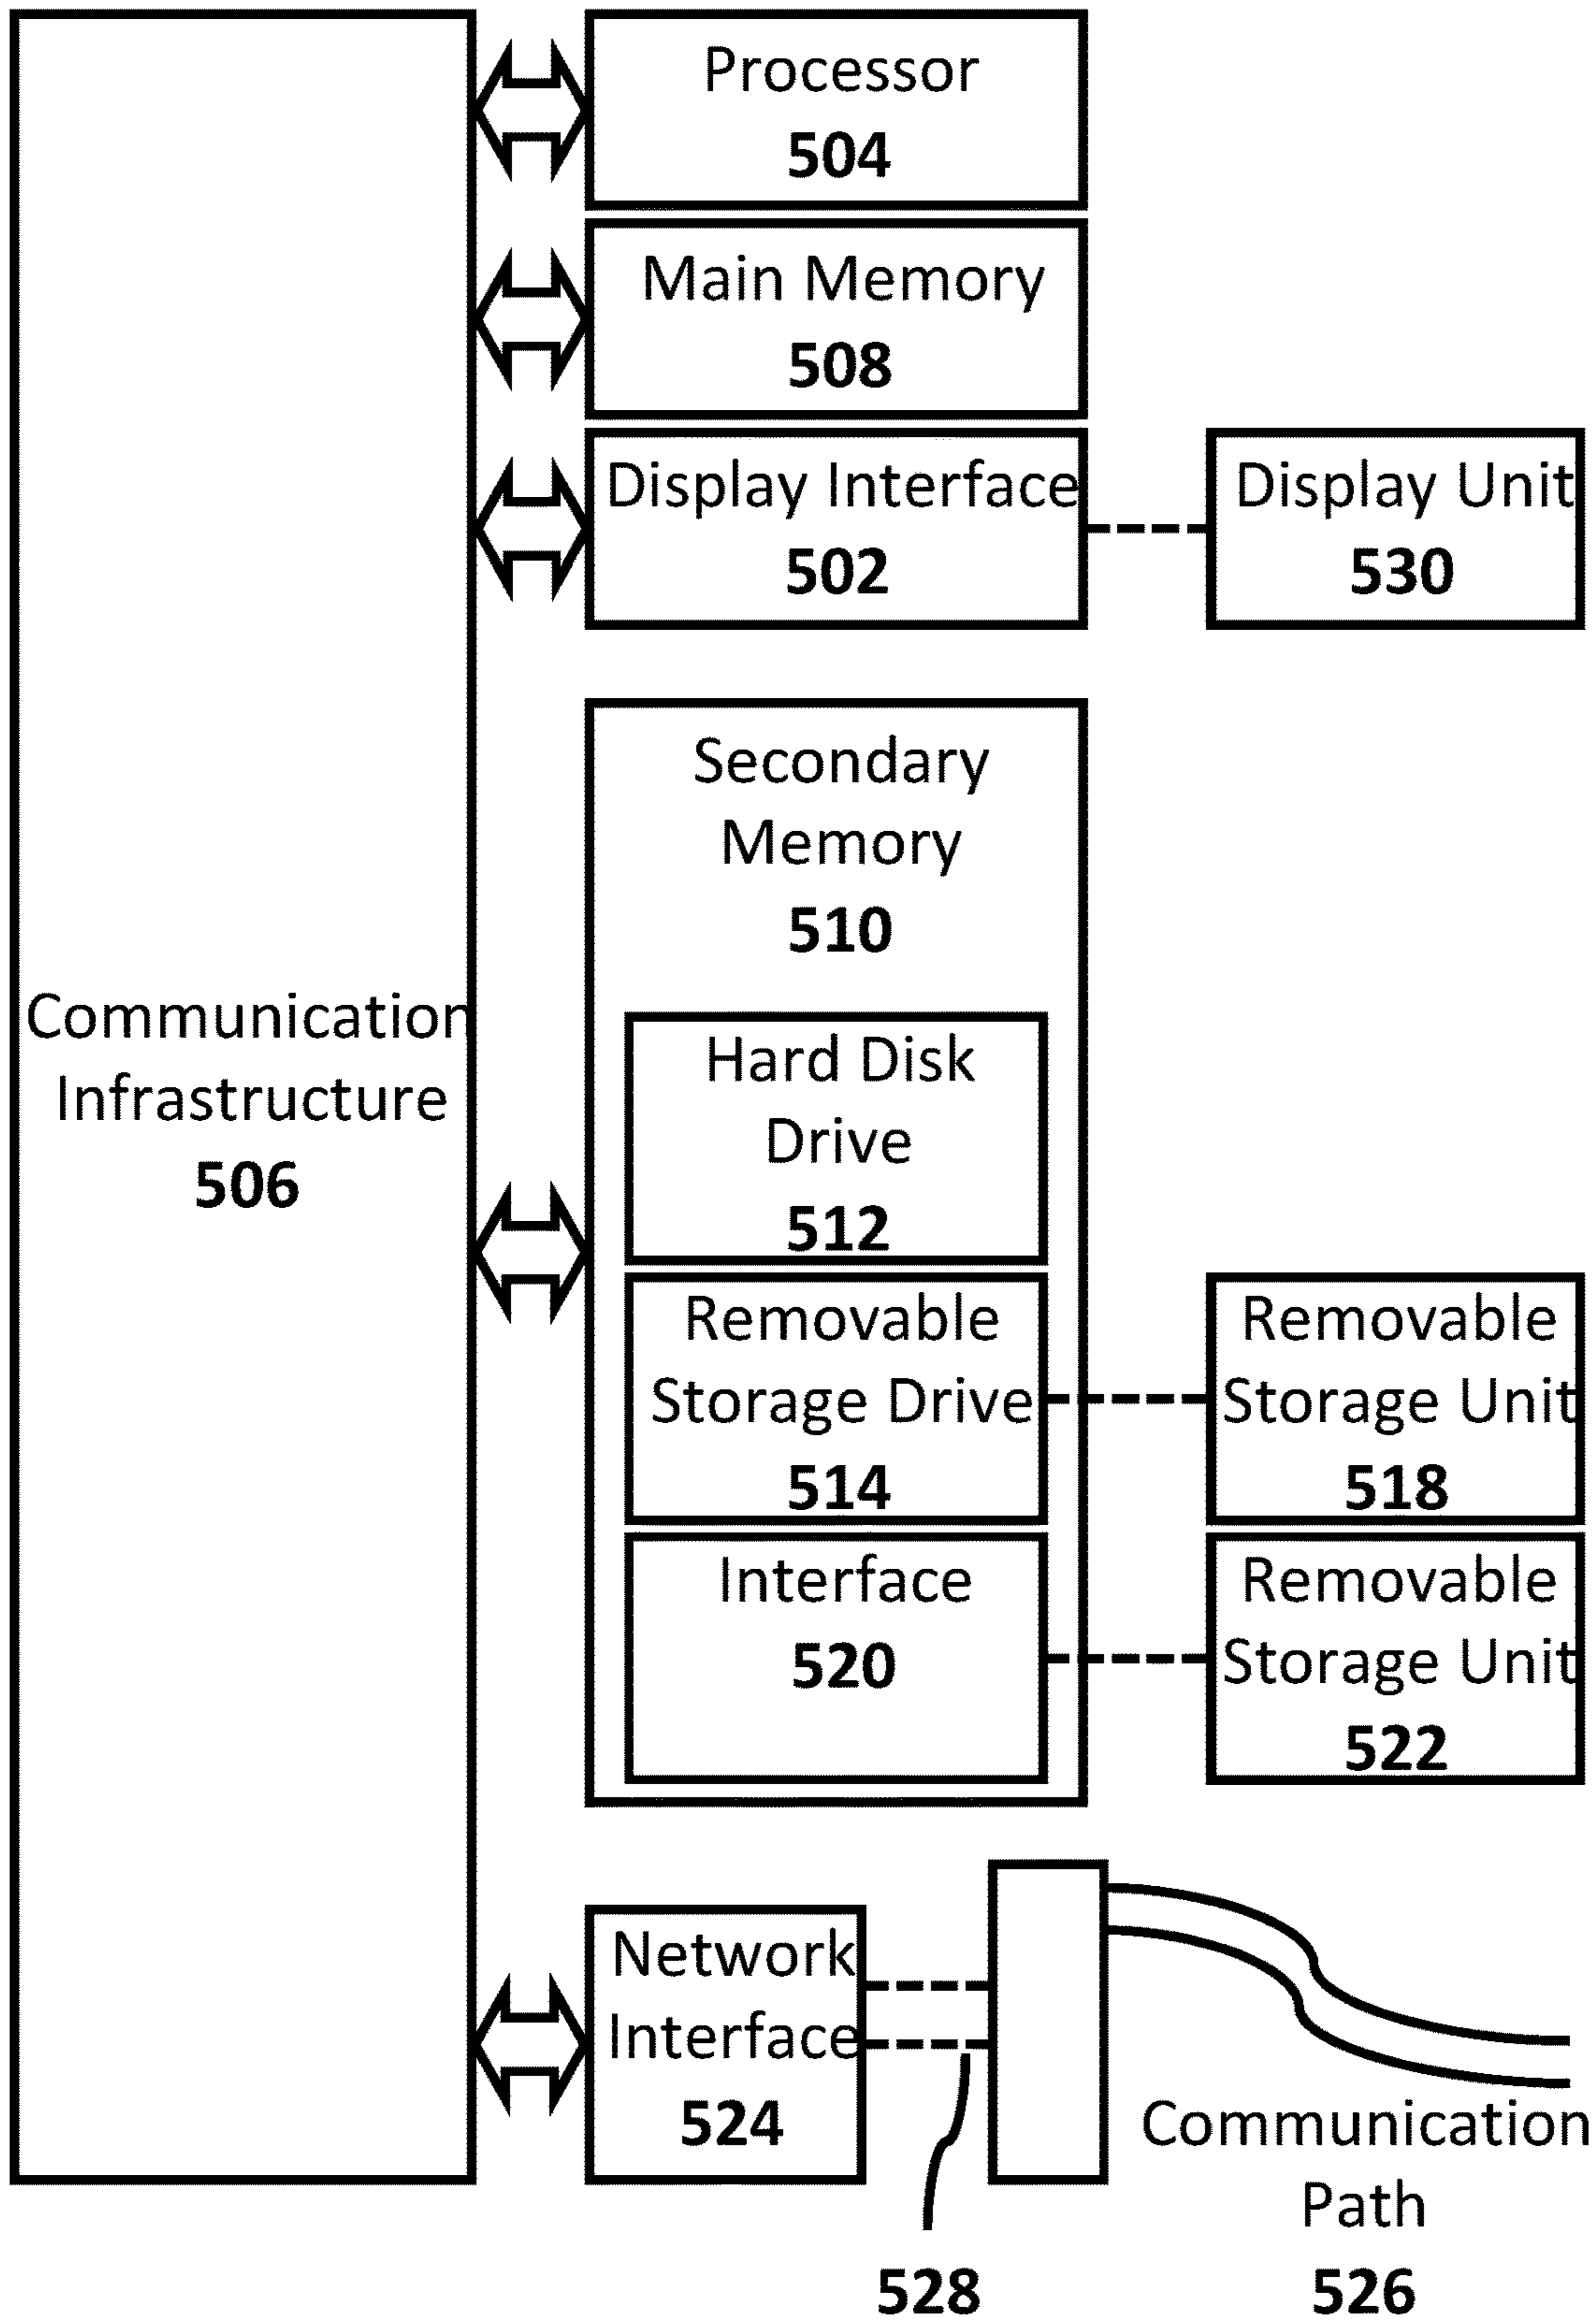 Processor
504
Main Memory
508
Display Interface
502
Display Unit
530
Secondary
Memory
510
Communication
Infrastructure
506
Hard Disk
Drive
512
Removable
Storage Drive
514
Removable
Storage Unit
518
Interface
520
Removable
Storage Unit
522
Network
Interface
524
528
Communication
Path
526